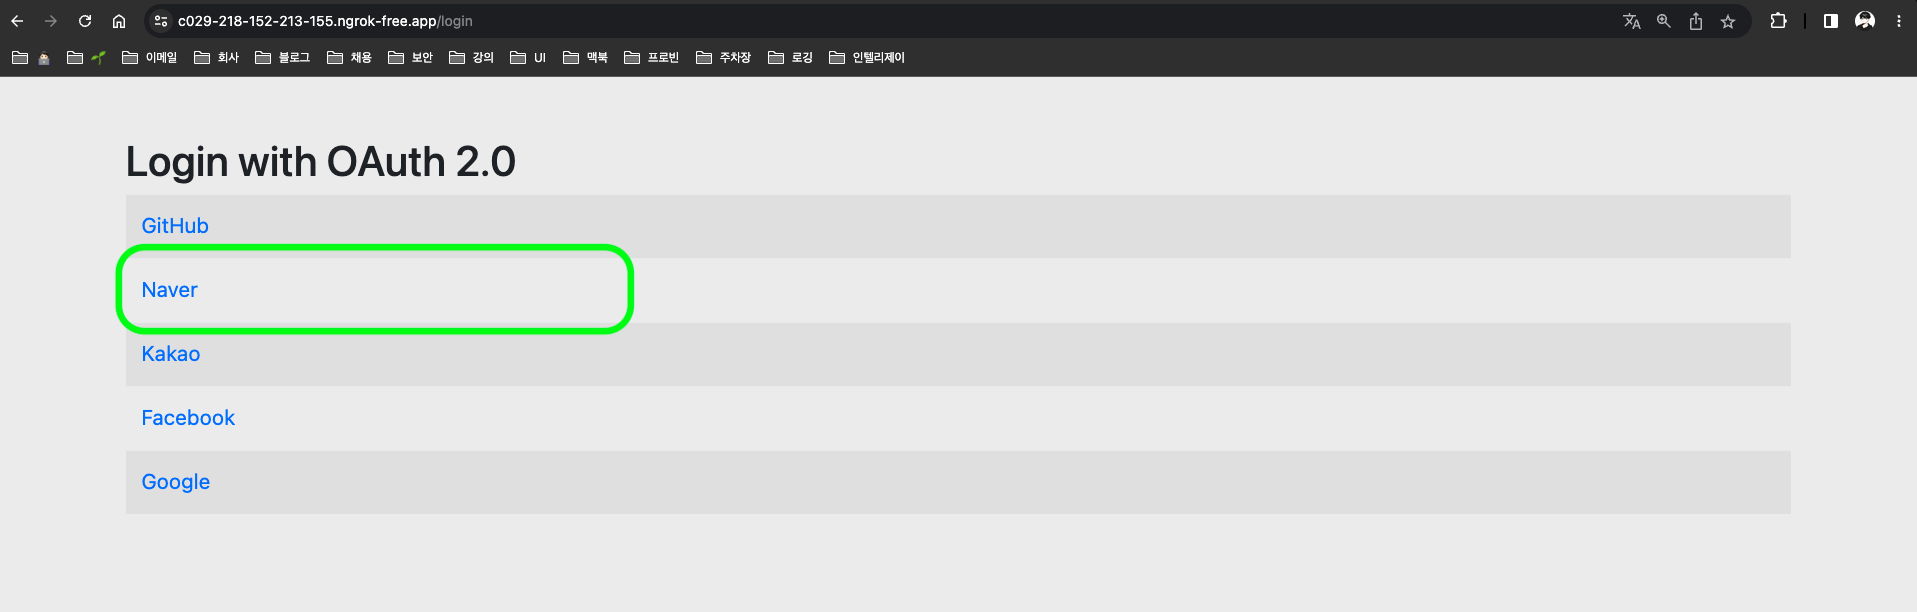 c029-218-152-213-155.ngrok-free.app/login
이메일 회사 블로그 채용 보안 강의 UI 맥북 프로빈 주차장 로깅 인텔리제이
Login with OAuth 2.0
GitHub
Naver
Kakao
Facebook
Google